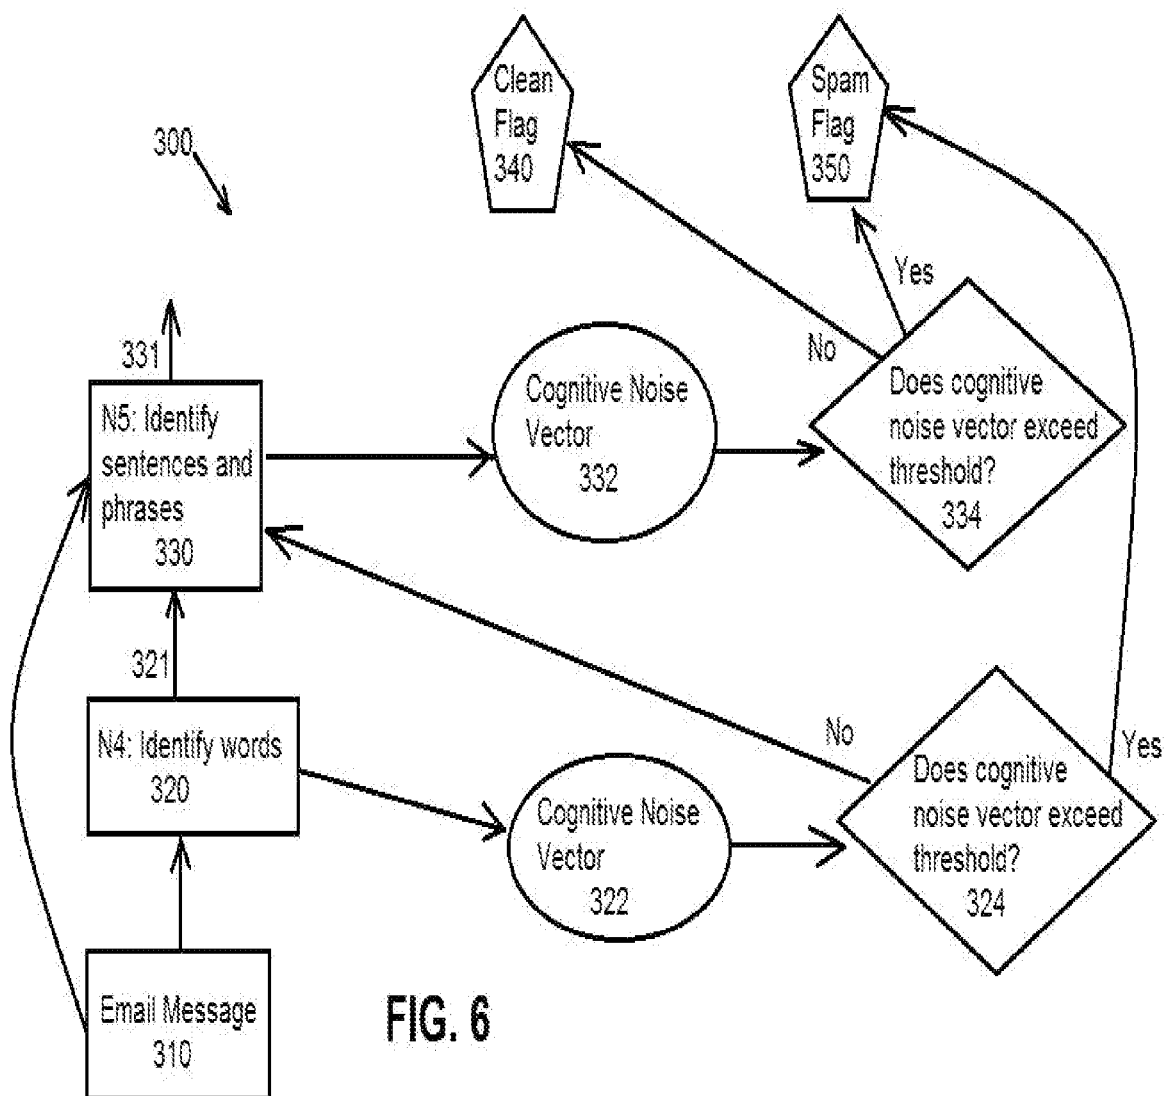 Clean
Flag
340
Spam
Flag
350
300
Yes
No
331
N5: Identify
sentences and
phrases
330
Cognitive Noise
Vector
332
Does cognitive
noise vector exceed
threshold?
334
321
No
Yes
N4: Identify words
320
Cognitive Noise
Vector
322
Does cognitive
noise vector exceed
threshold?
324
Email Message
310
FIG. 6